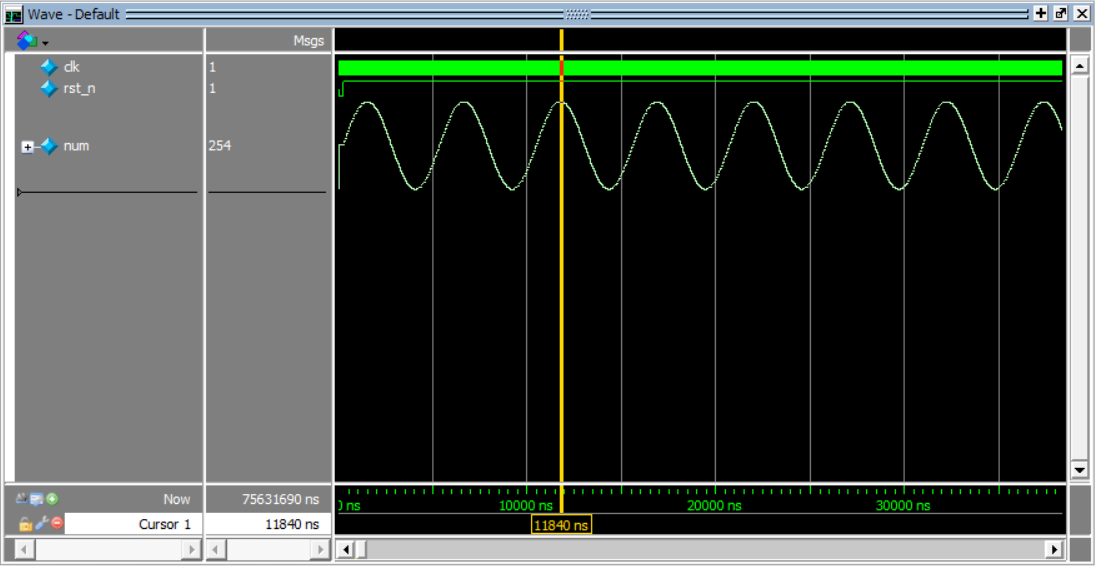 Wave - Default
Msgs
clk 1
rst_n 1
num 254
Now 75631690 ns
ns 10000 ns 20000 ns 30000 ns
Cursor 1 11840 ns
11840 ns